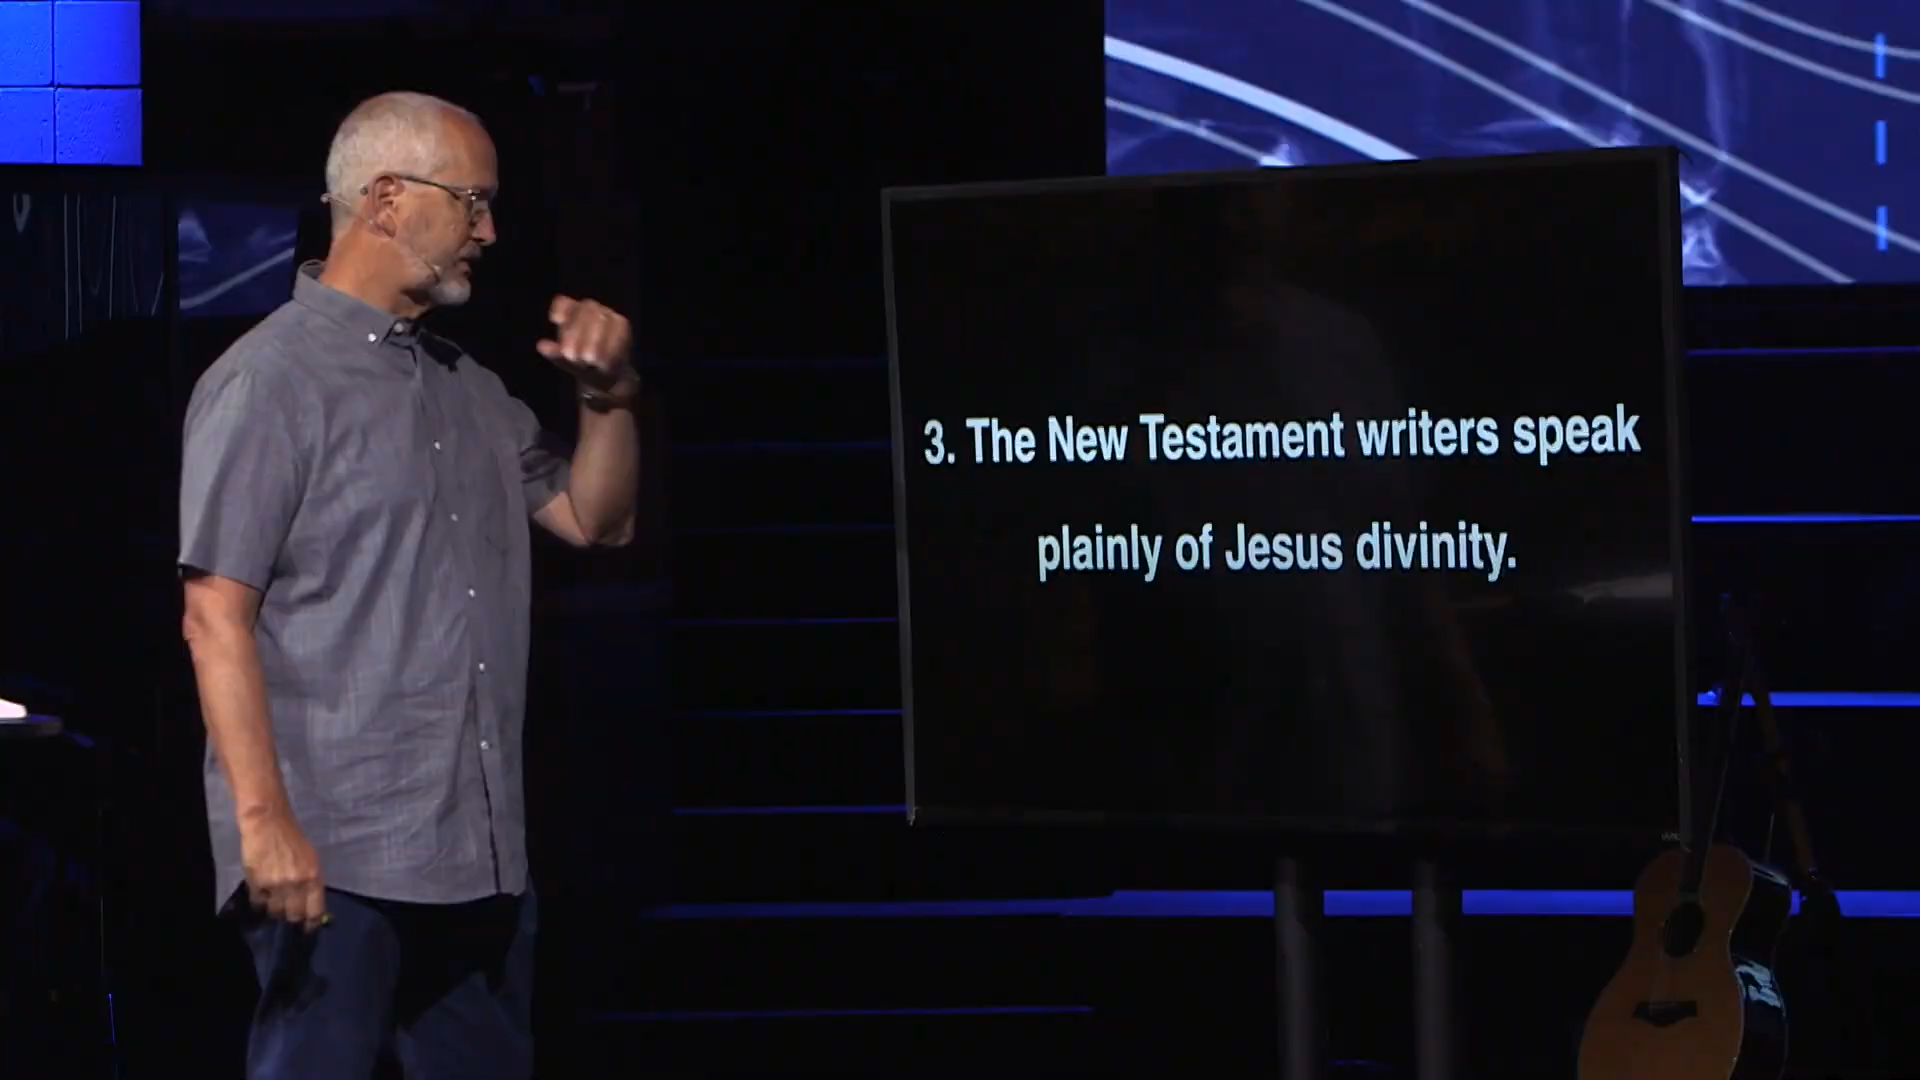 3. The New Testament writers speak
plainly of Jesus divinity.